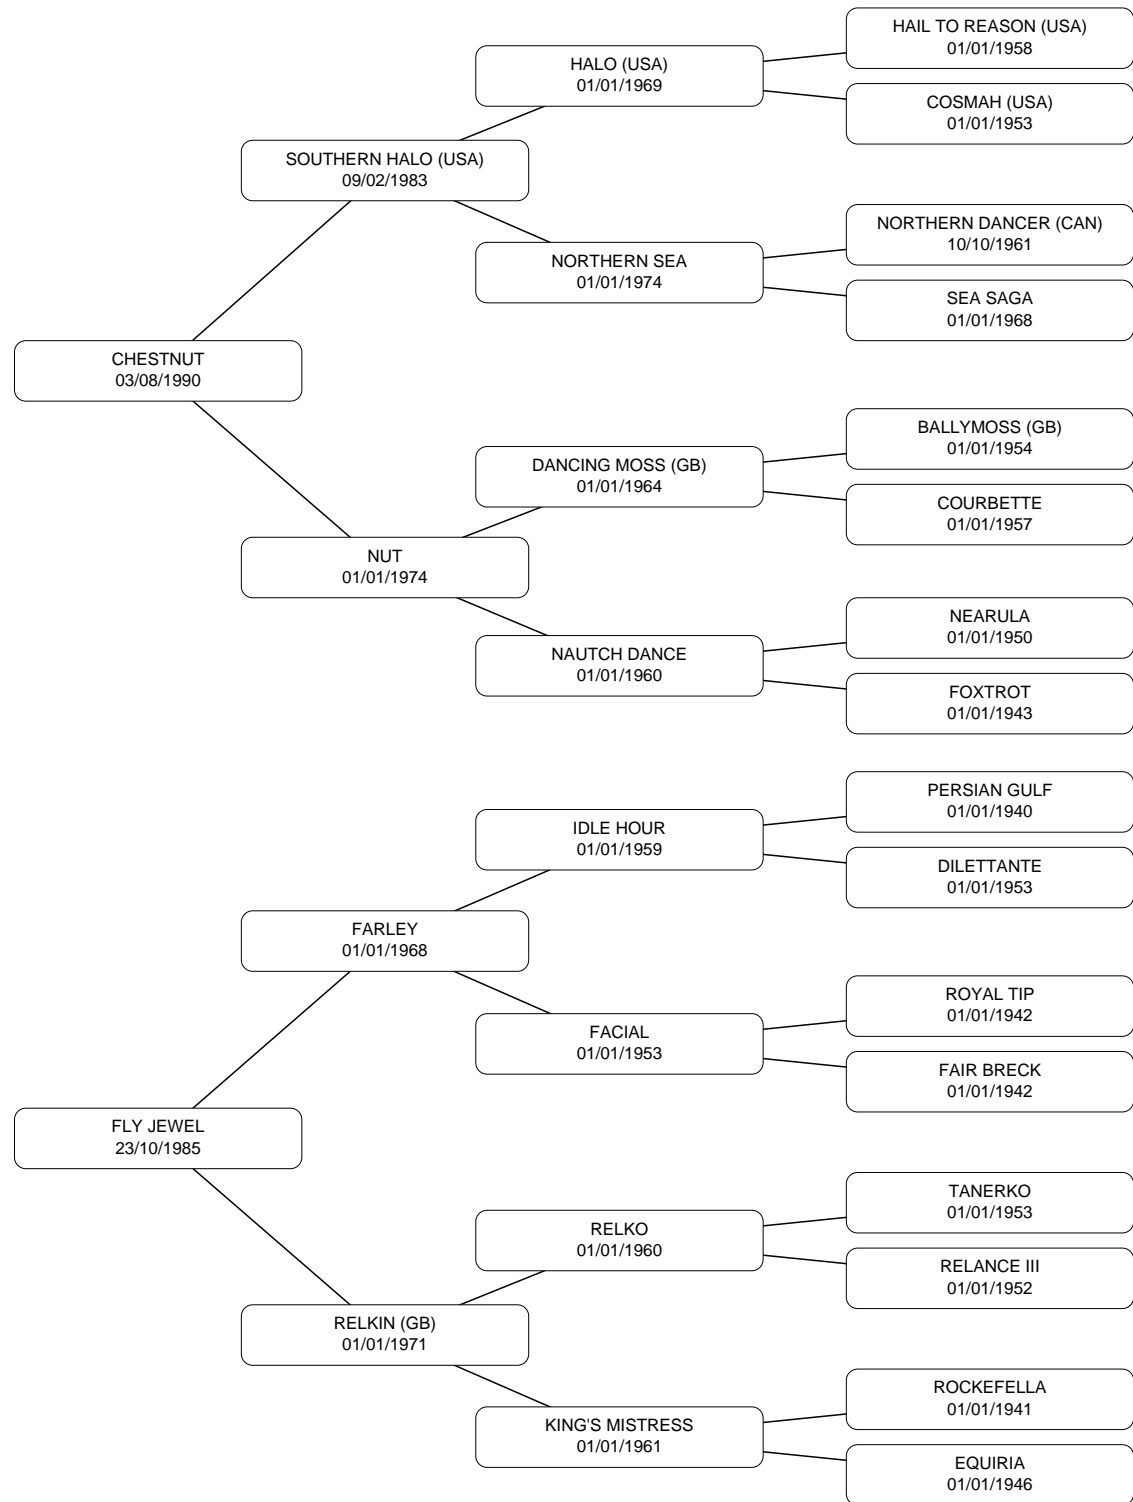 HAIL TO REASON (USA)
01/01/1958
HALO (USA)
01/01/1969
COSMAH (USA)
01/01/1953
SOUTHERN HALO (USA)
09/02/1983
NORTHERN DANCER (CAN)
10/10/1961
NORTHERN SEA
01/01/1974
SEA SAGA
01/01/1968
CHESTNUT
03/08/1990
BALLYMOSS (GB)
01/01/1954
DANCING MOSS (GB)
01/01/1964
COURBETTE
01/01/1957
NUT
01/01/1974
NEARULA
01/01/1950
NAUTCH DANCE
01/01/1960
FOXTROT
01/01/1943
PERSIAN GULF
01/01/1940
IDLE HOUR
01/01/1959
DILETTANTE
01/01/1953
FARLEY
01/01/1968
ROYAL TIP
01/01/1942
FACIAL
01/01/1953
FAIR BRECK
01/01/1942
FLY JEWEL
23/10/1985
TANERKO
01/01/1953
RELKO
01/01/1960
RELANCE III
01/01/1952
RELKIN (GB)
01/01/1971
ROCKEFELLA
01/01/1941
KING'S MISTRESS
01/01/1961
EQUIRIA
01/01/1946